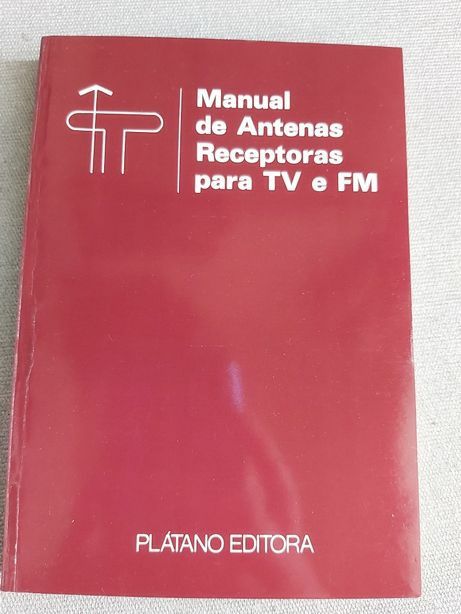 Manual
de Antenas
Receptoras
para TV e FM
PLÁTANO EDITORA